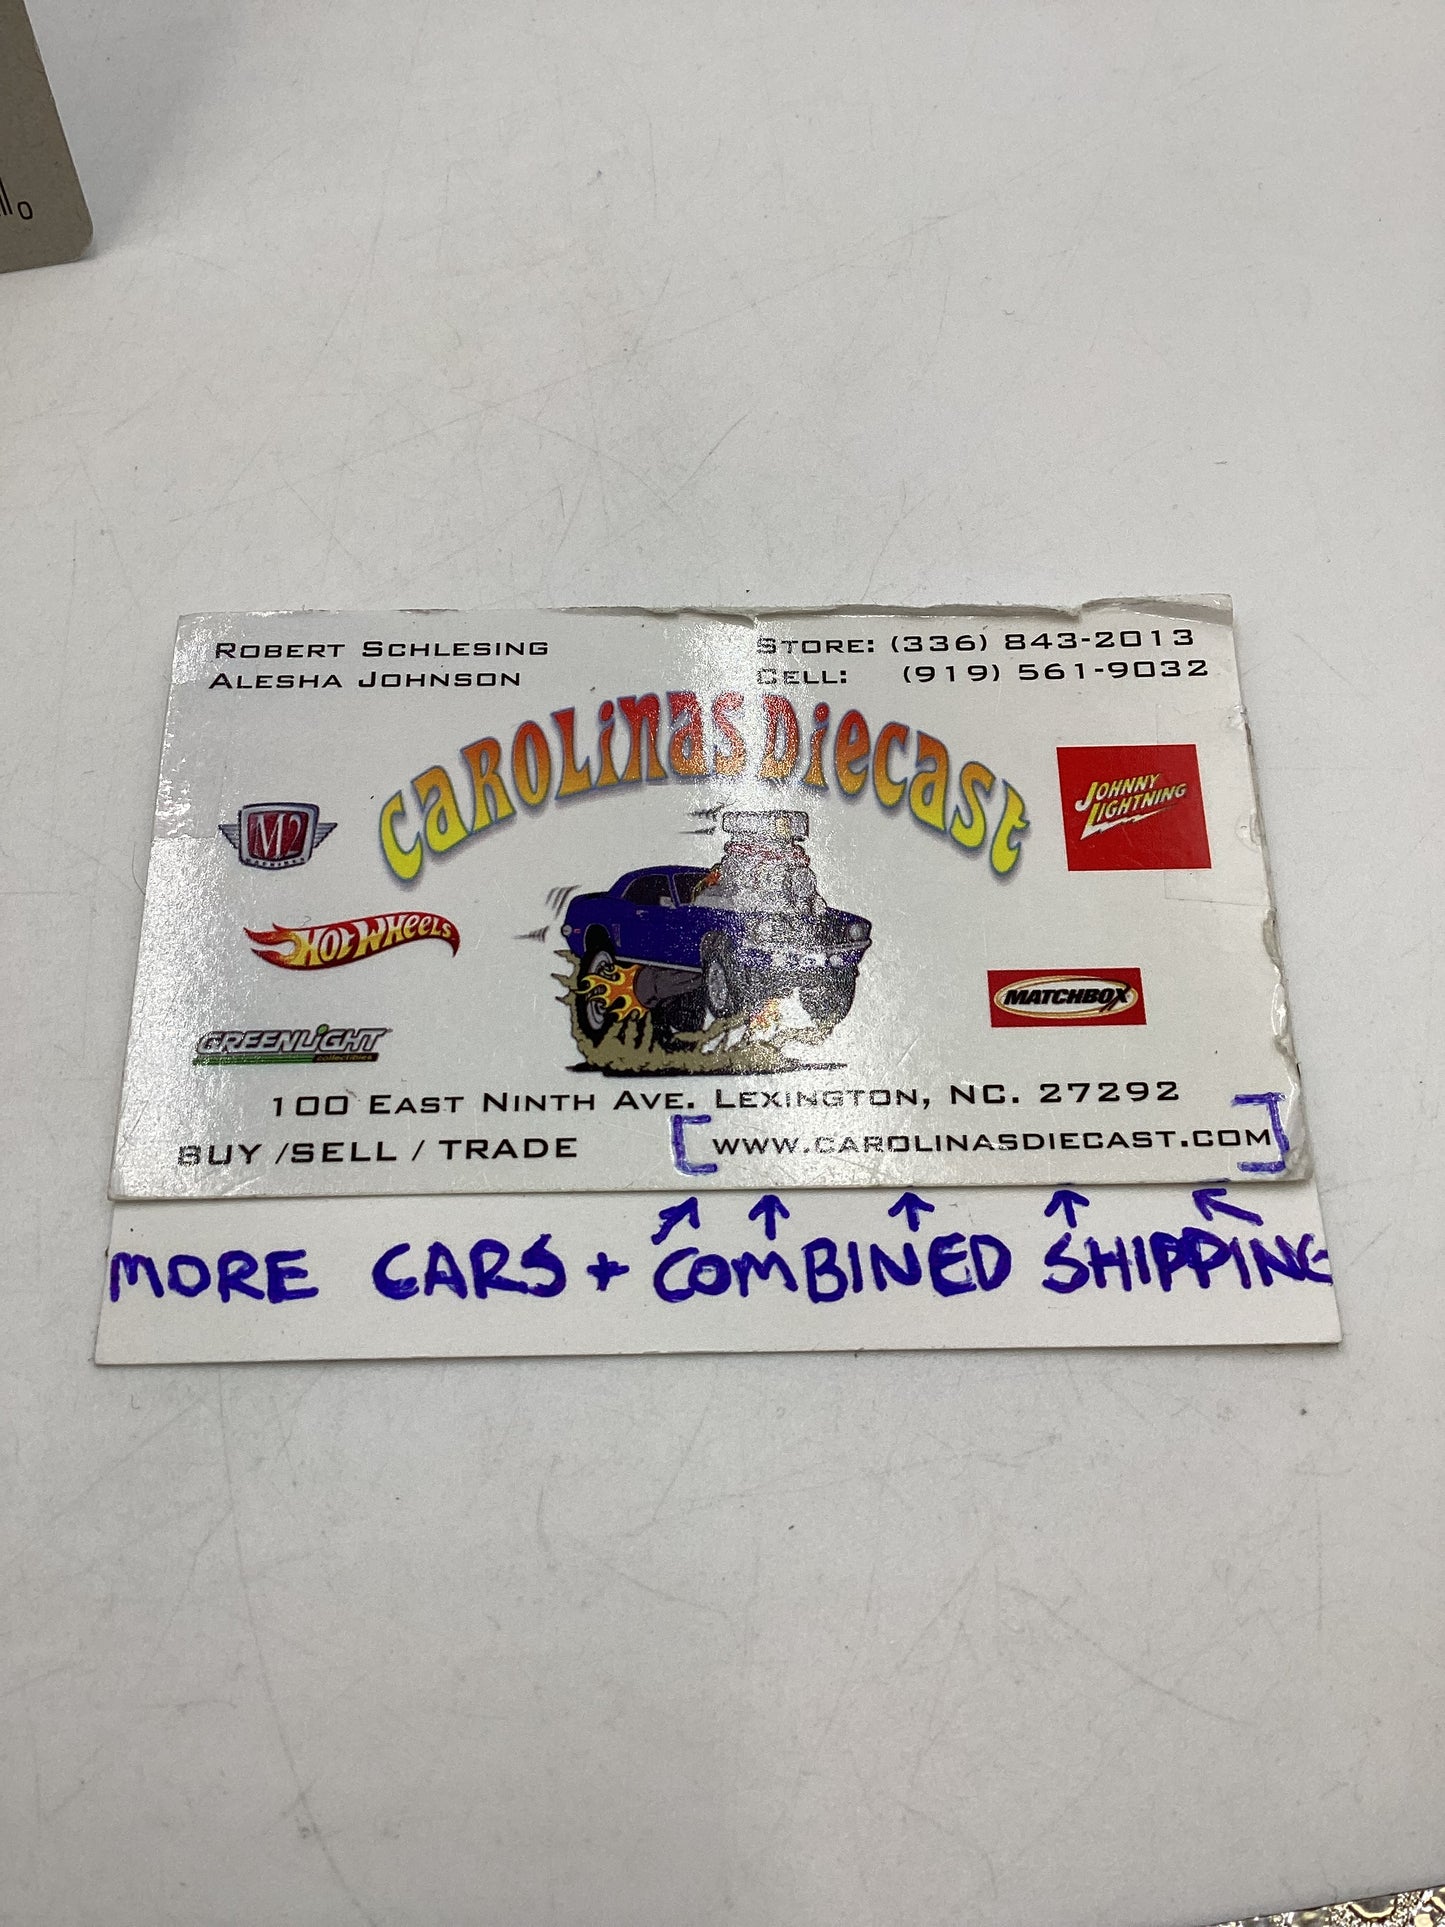 ROBERT SCHLESING
ALESHA JOHNSON
STORE: (336) 843-2013
CELL: (919) 561-9032
CAROLINAS DIECAST
M2
MACHINES
JOHNNY
LIGHTNING
HOT WHEELS
MATCHBOX
GREENLIGHT
collectibles
100 EAST NINTH AVE. LEXINGTON, NC. 27292
BUY /SELL / TRADE
[WWW.CAROLINASDIECAST.COM]
MORE CARS + COMBINED SHIPPING